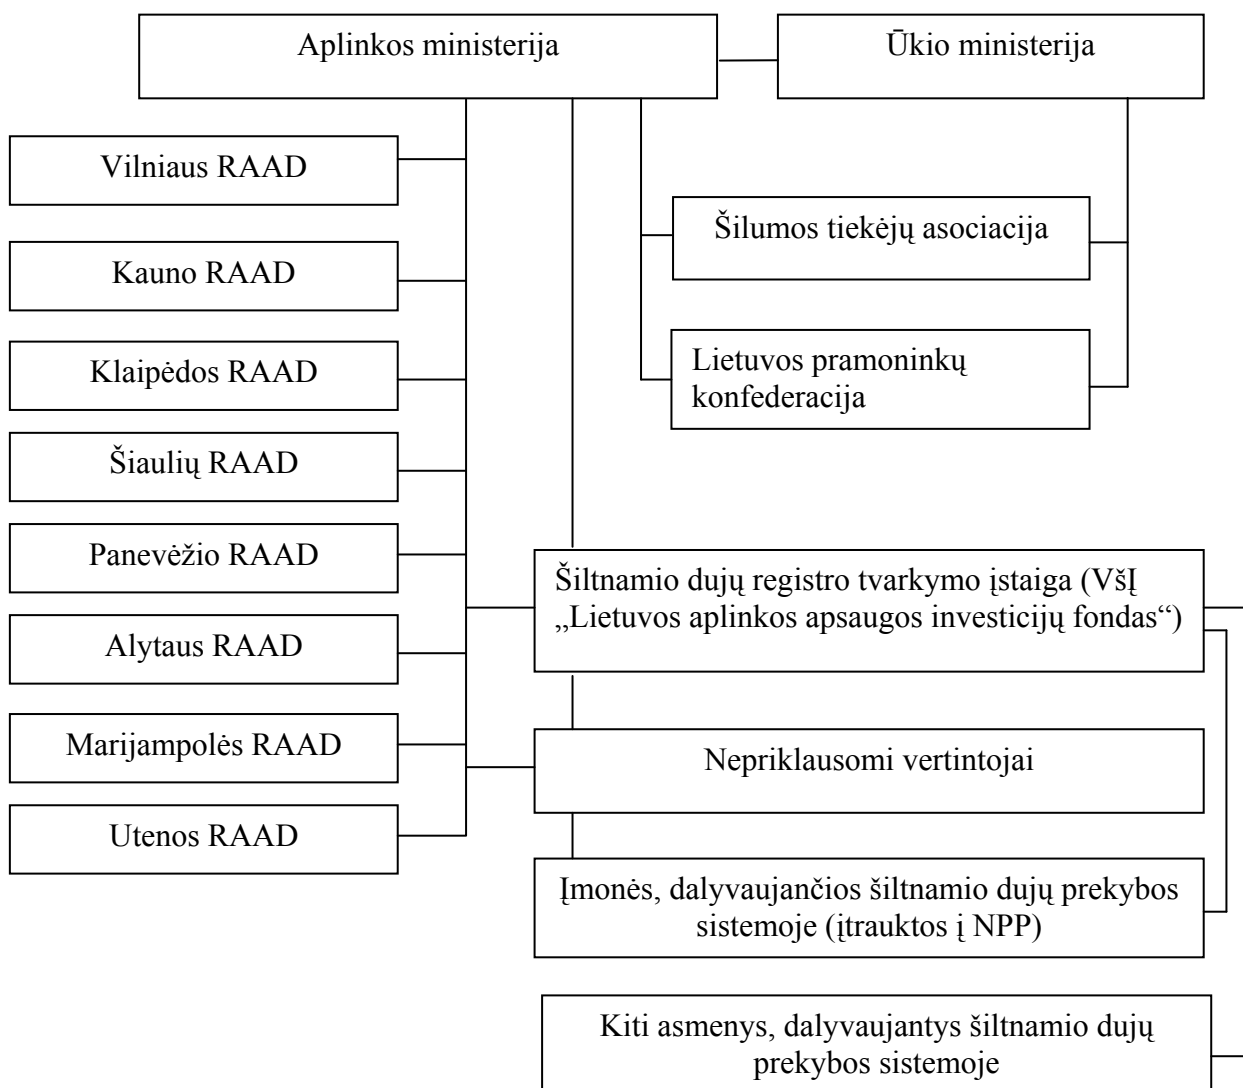 Aplinkos ministerija
Ūkio ministerija
Vilniaus RAAD
Kauno RAAD
Klaipėdos RAAD
Šiaulių RAAD
Panevėžio RAAD
Alytaus RAAD
Marijampolės RAAD
Utenos RAAD
Šilumos tiekėjų asociacija
Lietuvos pramoninkų
konfederacija
Šiltnamio dujų registro tvarkymo įstaiga (VšĮ
„Lietuvos aplinkos apsaugos investicijų fondas“)
Nepriklausomi vertintojai
Įmonės, dalyvaujančios šiltnamio dujų prekybos
sistemoje (įtrauktos į NPP)
Kiti asmenys, dalyvaujantys šiltnamio dujų
prekybos sistemoje